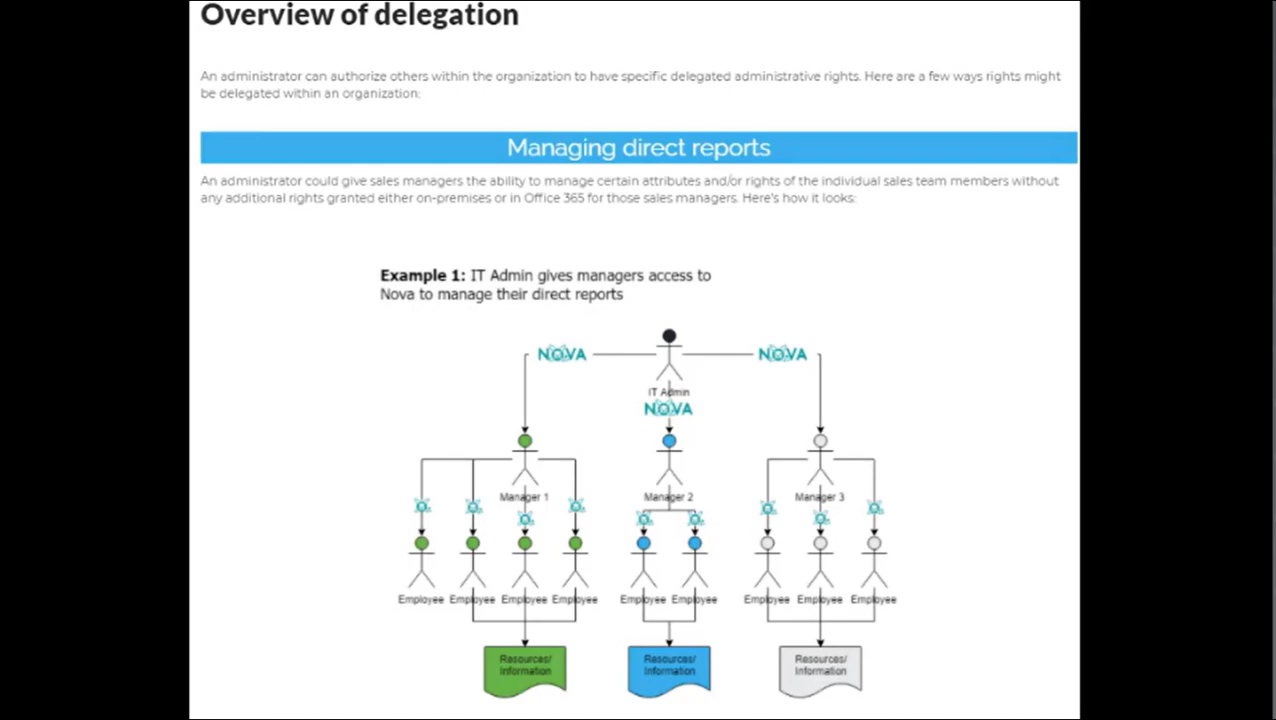 Overview of delegation
An administrator can authorize others within the organization to have specific delegated administrative rights. Here are a few ways rights might
be delegated within an organization:
Managing direct reports
An administrator could give sales managers the ability to manage certain attributes and/or rights of the individual sales team members without
any additional rights granted either on-premises or in Office 365 for those sales managers. Here's how it looks:
Example 1: IT Admin gives managers access to
Nova to manage their direct reports
NOVA NOVA
IT Admin
NOVA
Manager 1 Manager 2 Manager 3
Employee Employee Employee Employee Employee Employee Employee Employee Employee
Resources/ Resources/ Resources/
Information Information Information